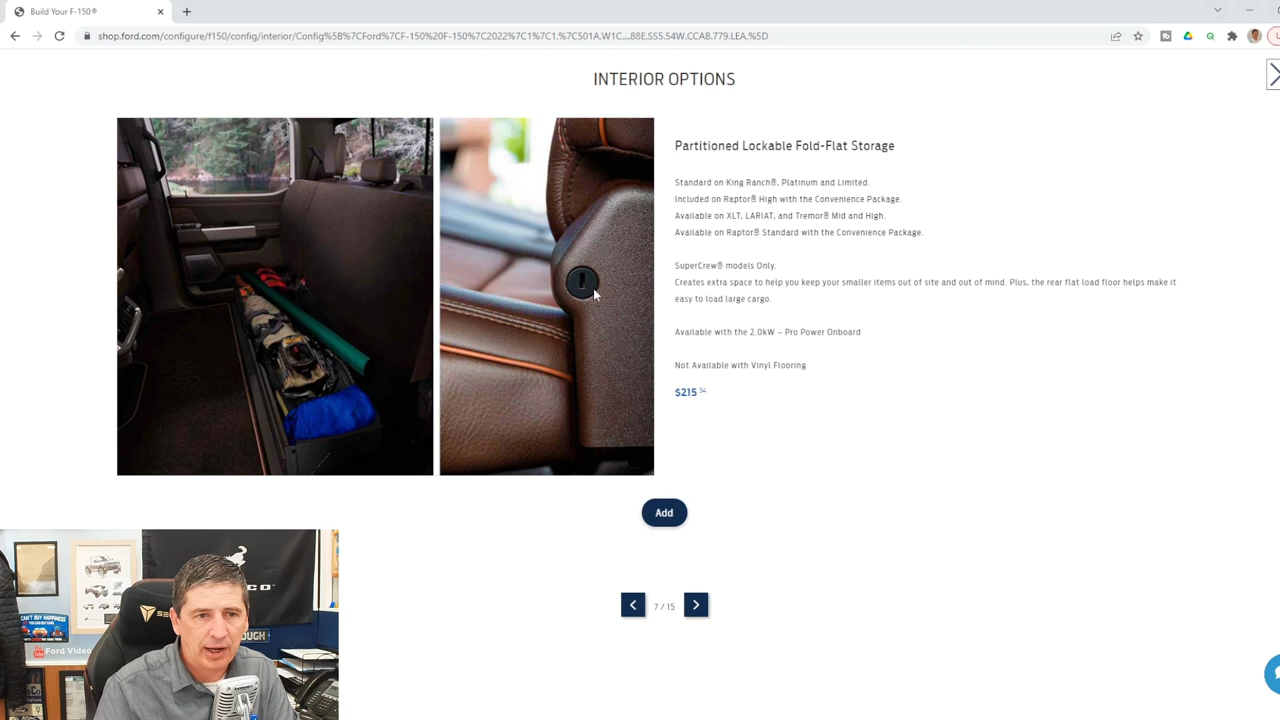 Build Your F-150®
shop.ford.com/configure/f150/config/interior/Config%5B%7CFord%7CF-150%20F-150%7C2022%7C1%7C1.%7C501A.W1C....88E.SS5.54W.CCAB.779.LEA.%5D
INTERIOR OPTIONS
Partitioned Lockable Fold-Flat Storage
Standard on King Ranch®, Platinum and Limited.
Included on Raptor® High with the Convenience Package.
Available on XLT, LARIAT, and Tremor® Mid and High.
Available on Raptor® Standard with the Convenience Package.
SuperCrew® models Only.
Creates extra space to help you keep your smaller items out of site and out of mind. Plus, the rear flat load floor helps make it
easy to load large cargo.
Available with the 2.0kW – Pro Power Onboard
Not Available with Vinyl Flooring
$215 54
Add
7 / 15
CAN'T BUY HAPPINESS
Ford Video